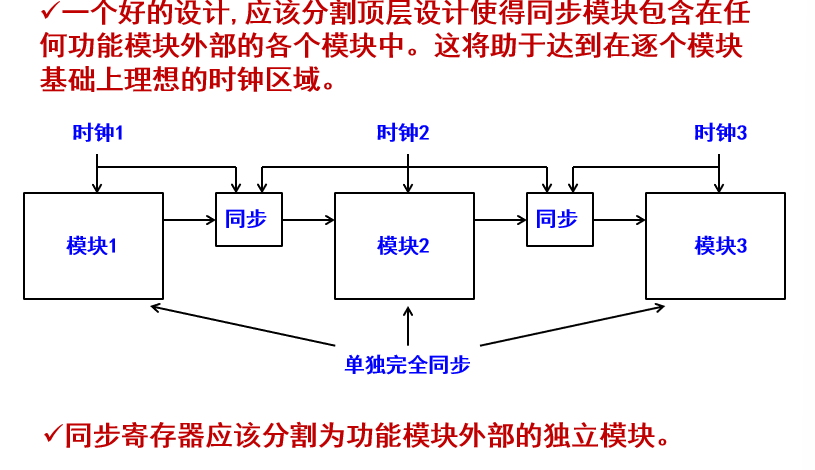 ✓一个好的设计, 应该分割顶层设计使得同步模块包含在任
何功能模块外部的各个模块中。这将助于达到在逐个模块
基础上理想的时钟区域。
时钟1 时钟2 时钟3
模块1 同步 模块2 同步 模块3
单独完全同步
✓同步寄存器应该分割为功能模块外部的独立模块。